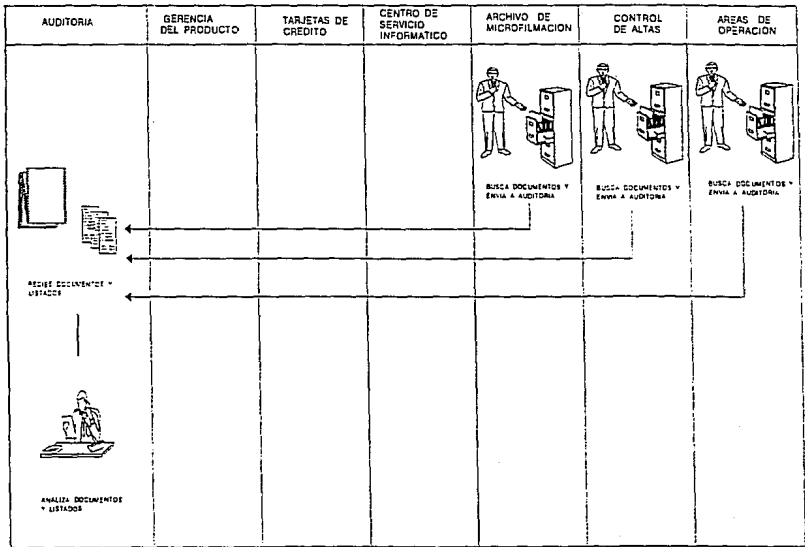 AUDITORIA
GERENCIA
DEL PRODUCTO
TARJETAS DE
CREDITO
CENTRO DE
SERVICIO
INFORMATICO
ARCHIVO DE
MICROFILMACION
CONTROL
DE ALTAS
AREAS DE
OPERACION
BUSCA DOCUMENTOS Y
ENVIA A AUDITORIA
BUSCA DOCUMENTOS Y
ENVIA A AUDITORIA
BUSCA DOCUMENTOS Y
ENVIA A AUDITORIA
RECIBE DOCUMENTOS Y
LISTADOS
ANALIZA DOCUMENTOS
Y LISTADOS